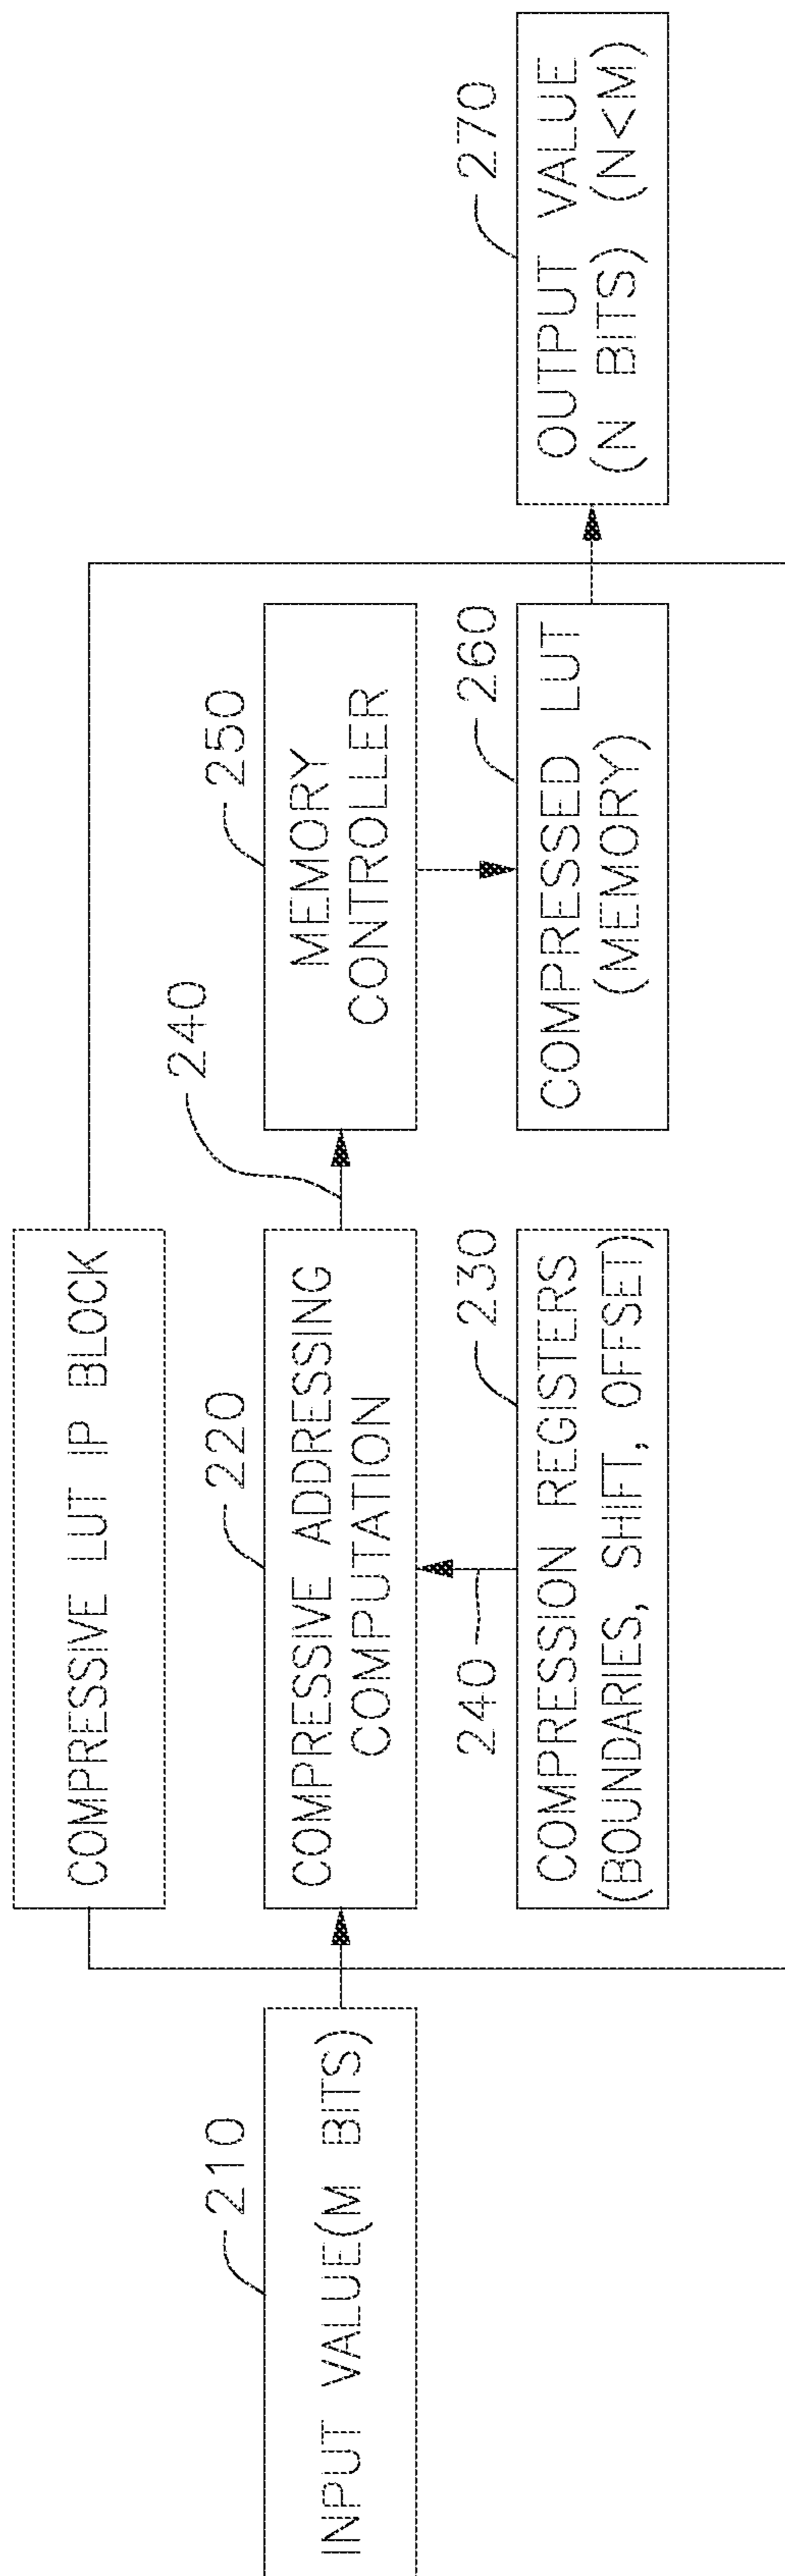 COMPRESSIVE LUT IP BLOCK
210
INPUT VALUE(M BITS)
220
COMPRESSIVE ADDRESSING
COMPUTATION
240
250
MEMORY
CONTROLLER
240
230
COMPRESSION REGISTERS
(BOUNDARIES, SHIFT, OFFSET)
260
COMPRESSED LUT
(MEMORY)
270
OUTPUT VALUE
(N BITS) (N<M)